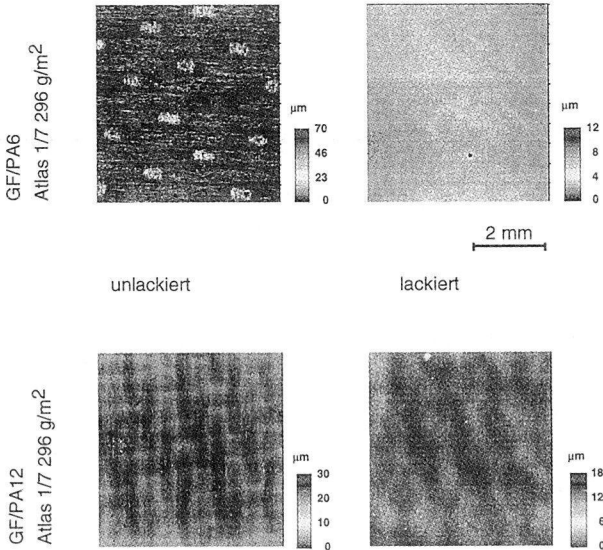 GF/PA6
Atlas 1/7 296 g/m²
µm
70
46
23
0
µm
12
8
4
0
2 mm
unlackiert
lackiert
GF/PA12
Atlas 1/7 296 g/m²
µm
30
20
10
0
µm
18
12
6
0